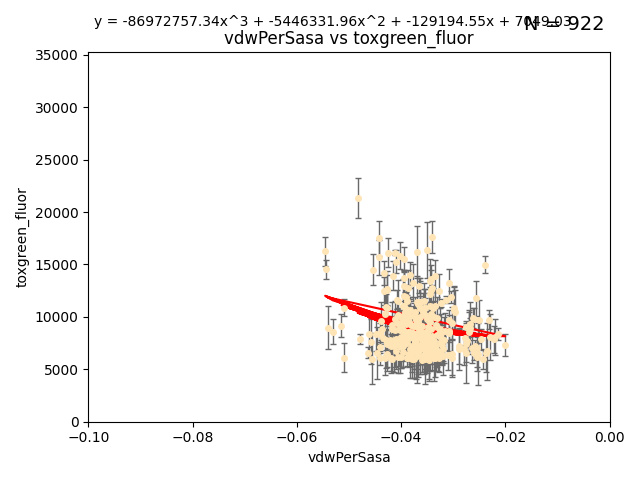 y = -86972757.34x^3 + -5446331.96x^2 + -129194.55x + 7049.03
N = 922
vdwPerSasa vs toxgreen_fluor
35000
30000
25000
20000
15000
10000
5000
0
toxgreen_fluor
−0.10
−0.08
−0.06
−0.04
−0.02
0.00
vdwPerSasa